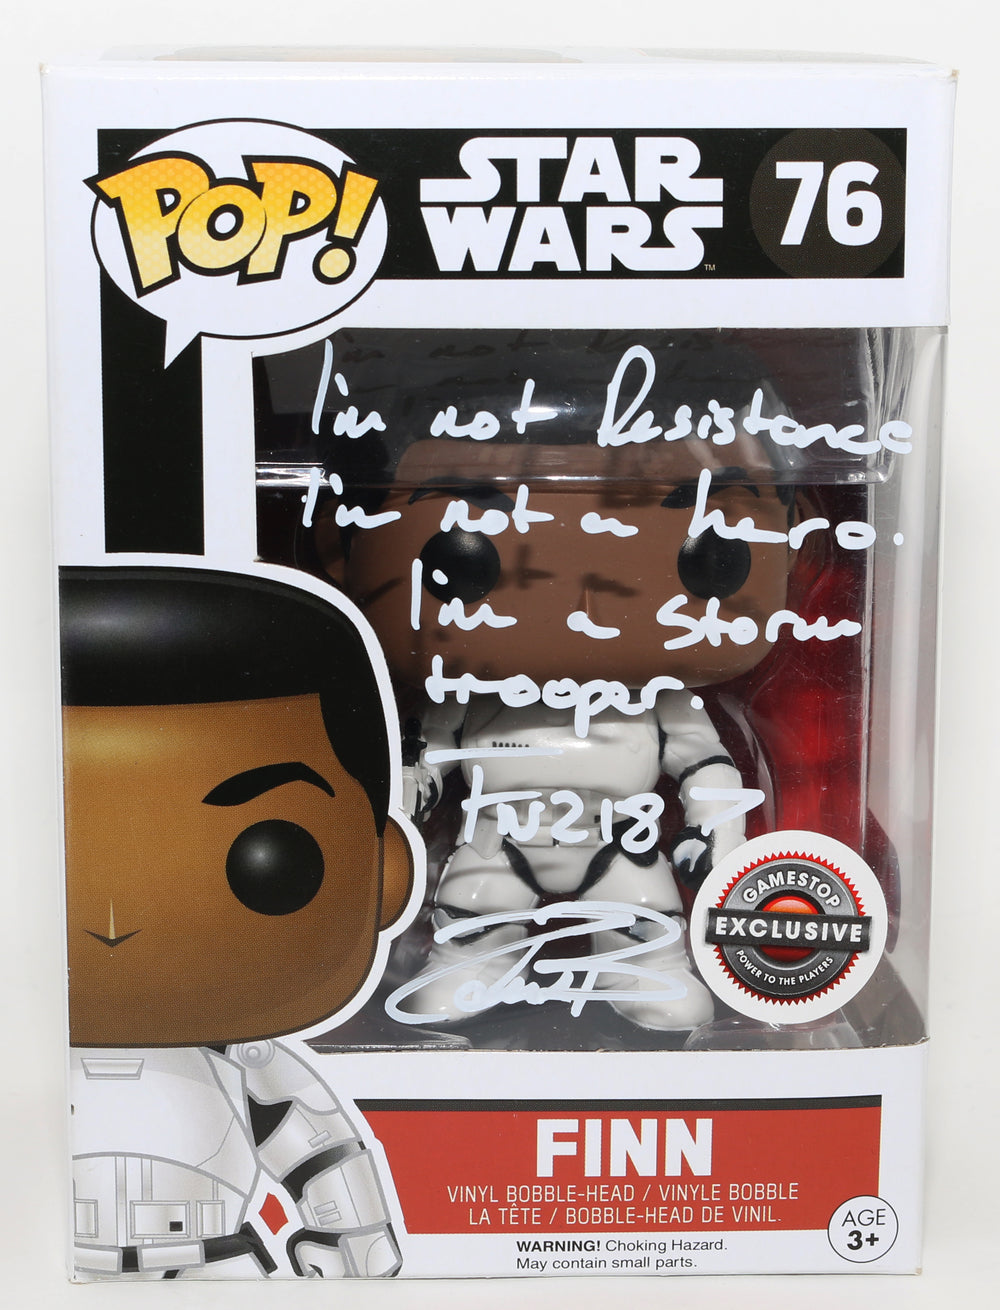 POP!
STAR
WARS™
76
I'm not Resistance
I'm not a hero.
I'm a storm
trooper.
FN2187
GAMESTOP
EXCLUSIVE
POWER TO THE PLAYERS
FINN
VINYL BOBBLE-HEAD / VINYLE BOBBLE
LA TÊTE / BOBBLE-HEAD DE VINIL.
WARNING! Choking Hazard.
May contain small parts.
AGE
3+